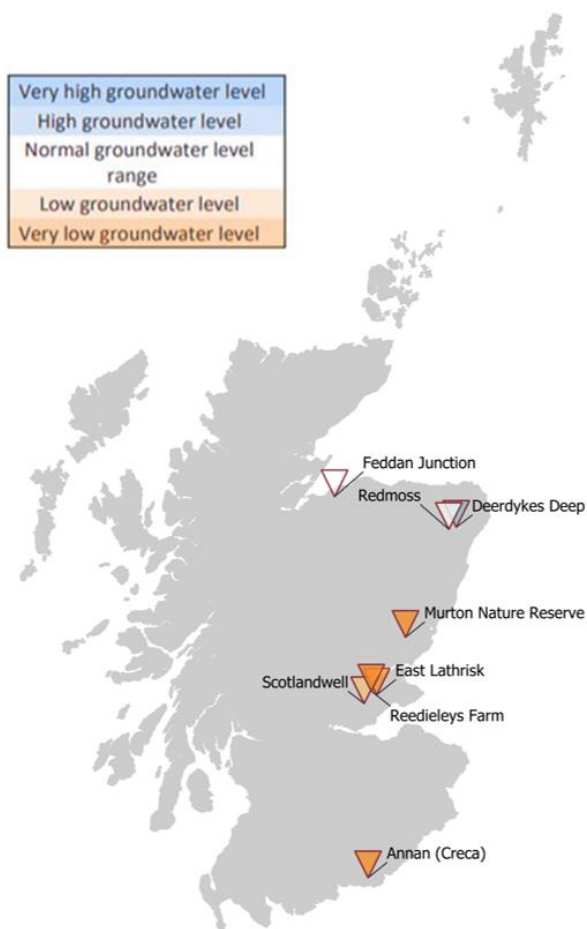 Very high groundwater level
High groundwater level
Normal groundwater level
range
Low groundwater level
Very low groundwater level
Feddan Junction
Redmoss
Deerdykes Deep
Murton Nature Reserve
Scotlandwell
East Lathrisk
Reedieleys Farm
Annan (Creca)